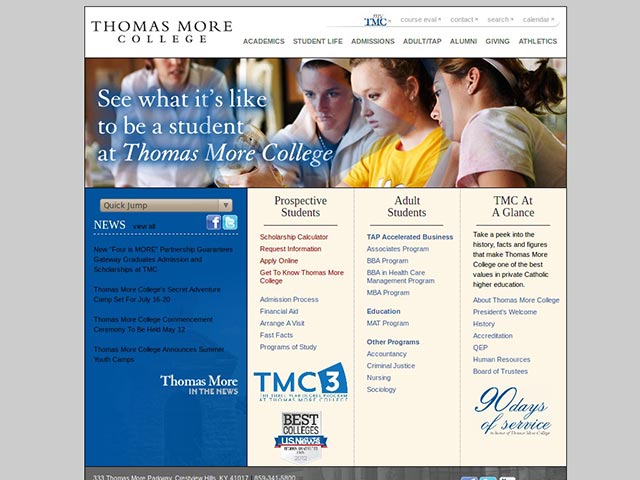 THOMAS MORE
COLLEGE
my TMC
course eval
contact
search
calendar
ACADEMICS
STUDENT LIFE
ADMISSIONS
ADULT/TAP
ALUMNI
GIVING
ATHLETICS
See what it's like
to be a student
at Thomas More College
Quick Jump
NEWS view all
New "Four is MORE" Partnership Guarantees
Gateway Graduates Admission and
Scholarships at TMC
Thomas More College's Secret Adventure
Camp Set For July 16-20
Thomas More College Commencement
Ceremony To Be Held May 12
Thomas More College Announces Summer
Youth Camps
Thomas More
IN THE NEWS
Prospective
Students
Scholarship Calculator
Request Information
Apply Online
Get To Know Thomas More
College
Admission Process
Financial Aid
Arrange A Visit
Fast Facts
Programs of Study
TMC3
THE THREE YEAR DEGREE PROGRAM
AT THOMAS MORE COLLEGE
BEST
COLLEGES
U.S.NEWS
2012
Adult
Students
TAP Accelerated Business
Associates Program
BBA Program
BBA in Health Care
Management Program
MBA Program
Education
MAT Program
Other Programs
Accountancy
Criminal Justice
Nursing
Sociology
TMC At
A Glance
Take a peek into the
history, facts and figures
that make Thomas More
College one of the best
values in private Catholic
higher education.
About Thomas More College
President's Welcome
History
Accreditation
QEP
Human Resources
Board of Trustees
90 days
of service
in honor of Thomas More College
333 Thomas More Parkway, Crestview Hills, KY 41017 859-341-5800